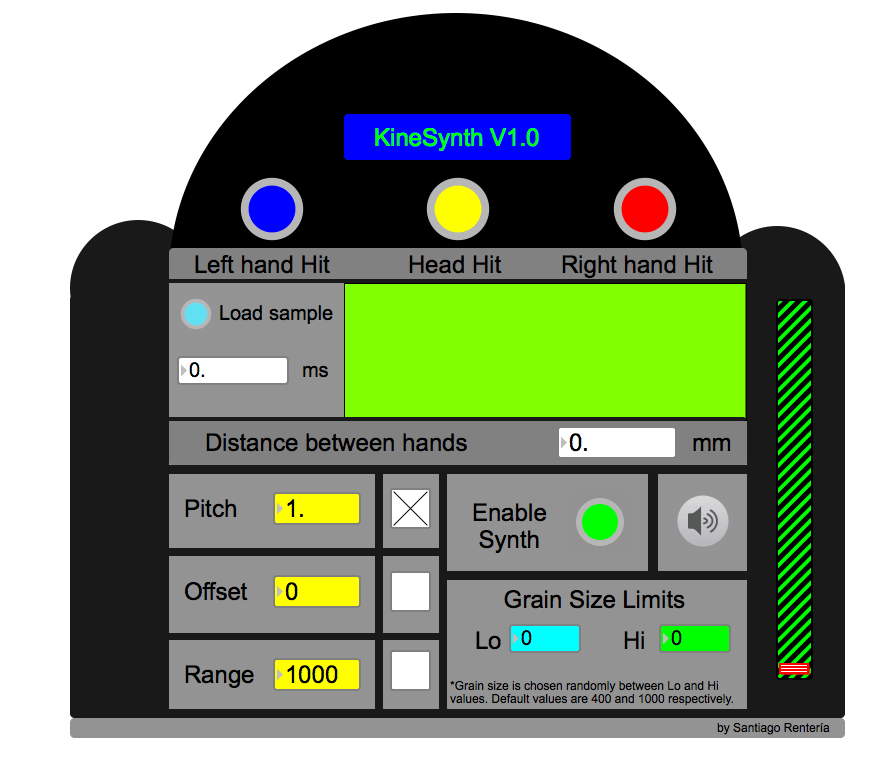 KineSynth V1.0
Left hand Hit
Head Hit
Right hand Hit
Load sample
0.
ms
Distance between hands
0.
mm
Pitch
1.
Enable
Synth
Offset
0
Grain Size Limits
Lo
0
Hi
0
Range
1000
*Grain size is chosen randomly between Lo and Hi
values. Default values are 400 and 1000 respectively.
by Santiago Rentería